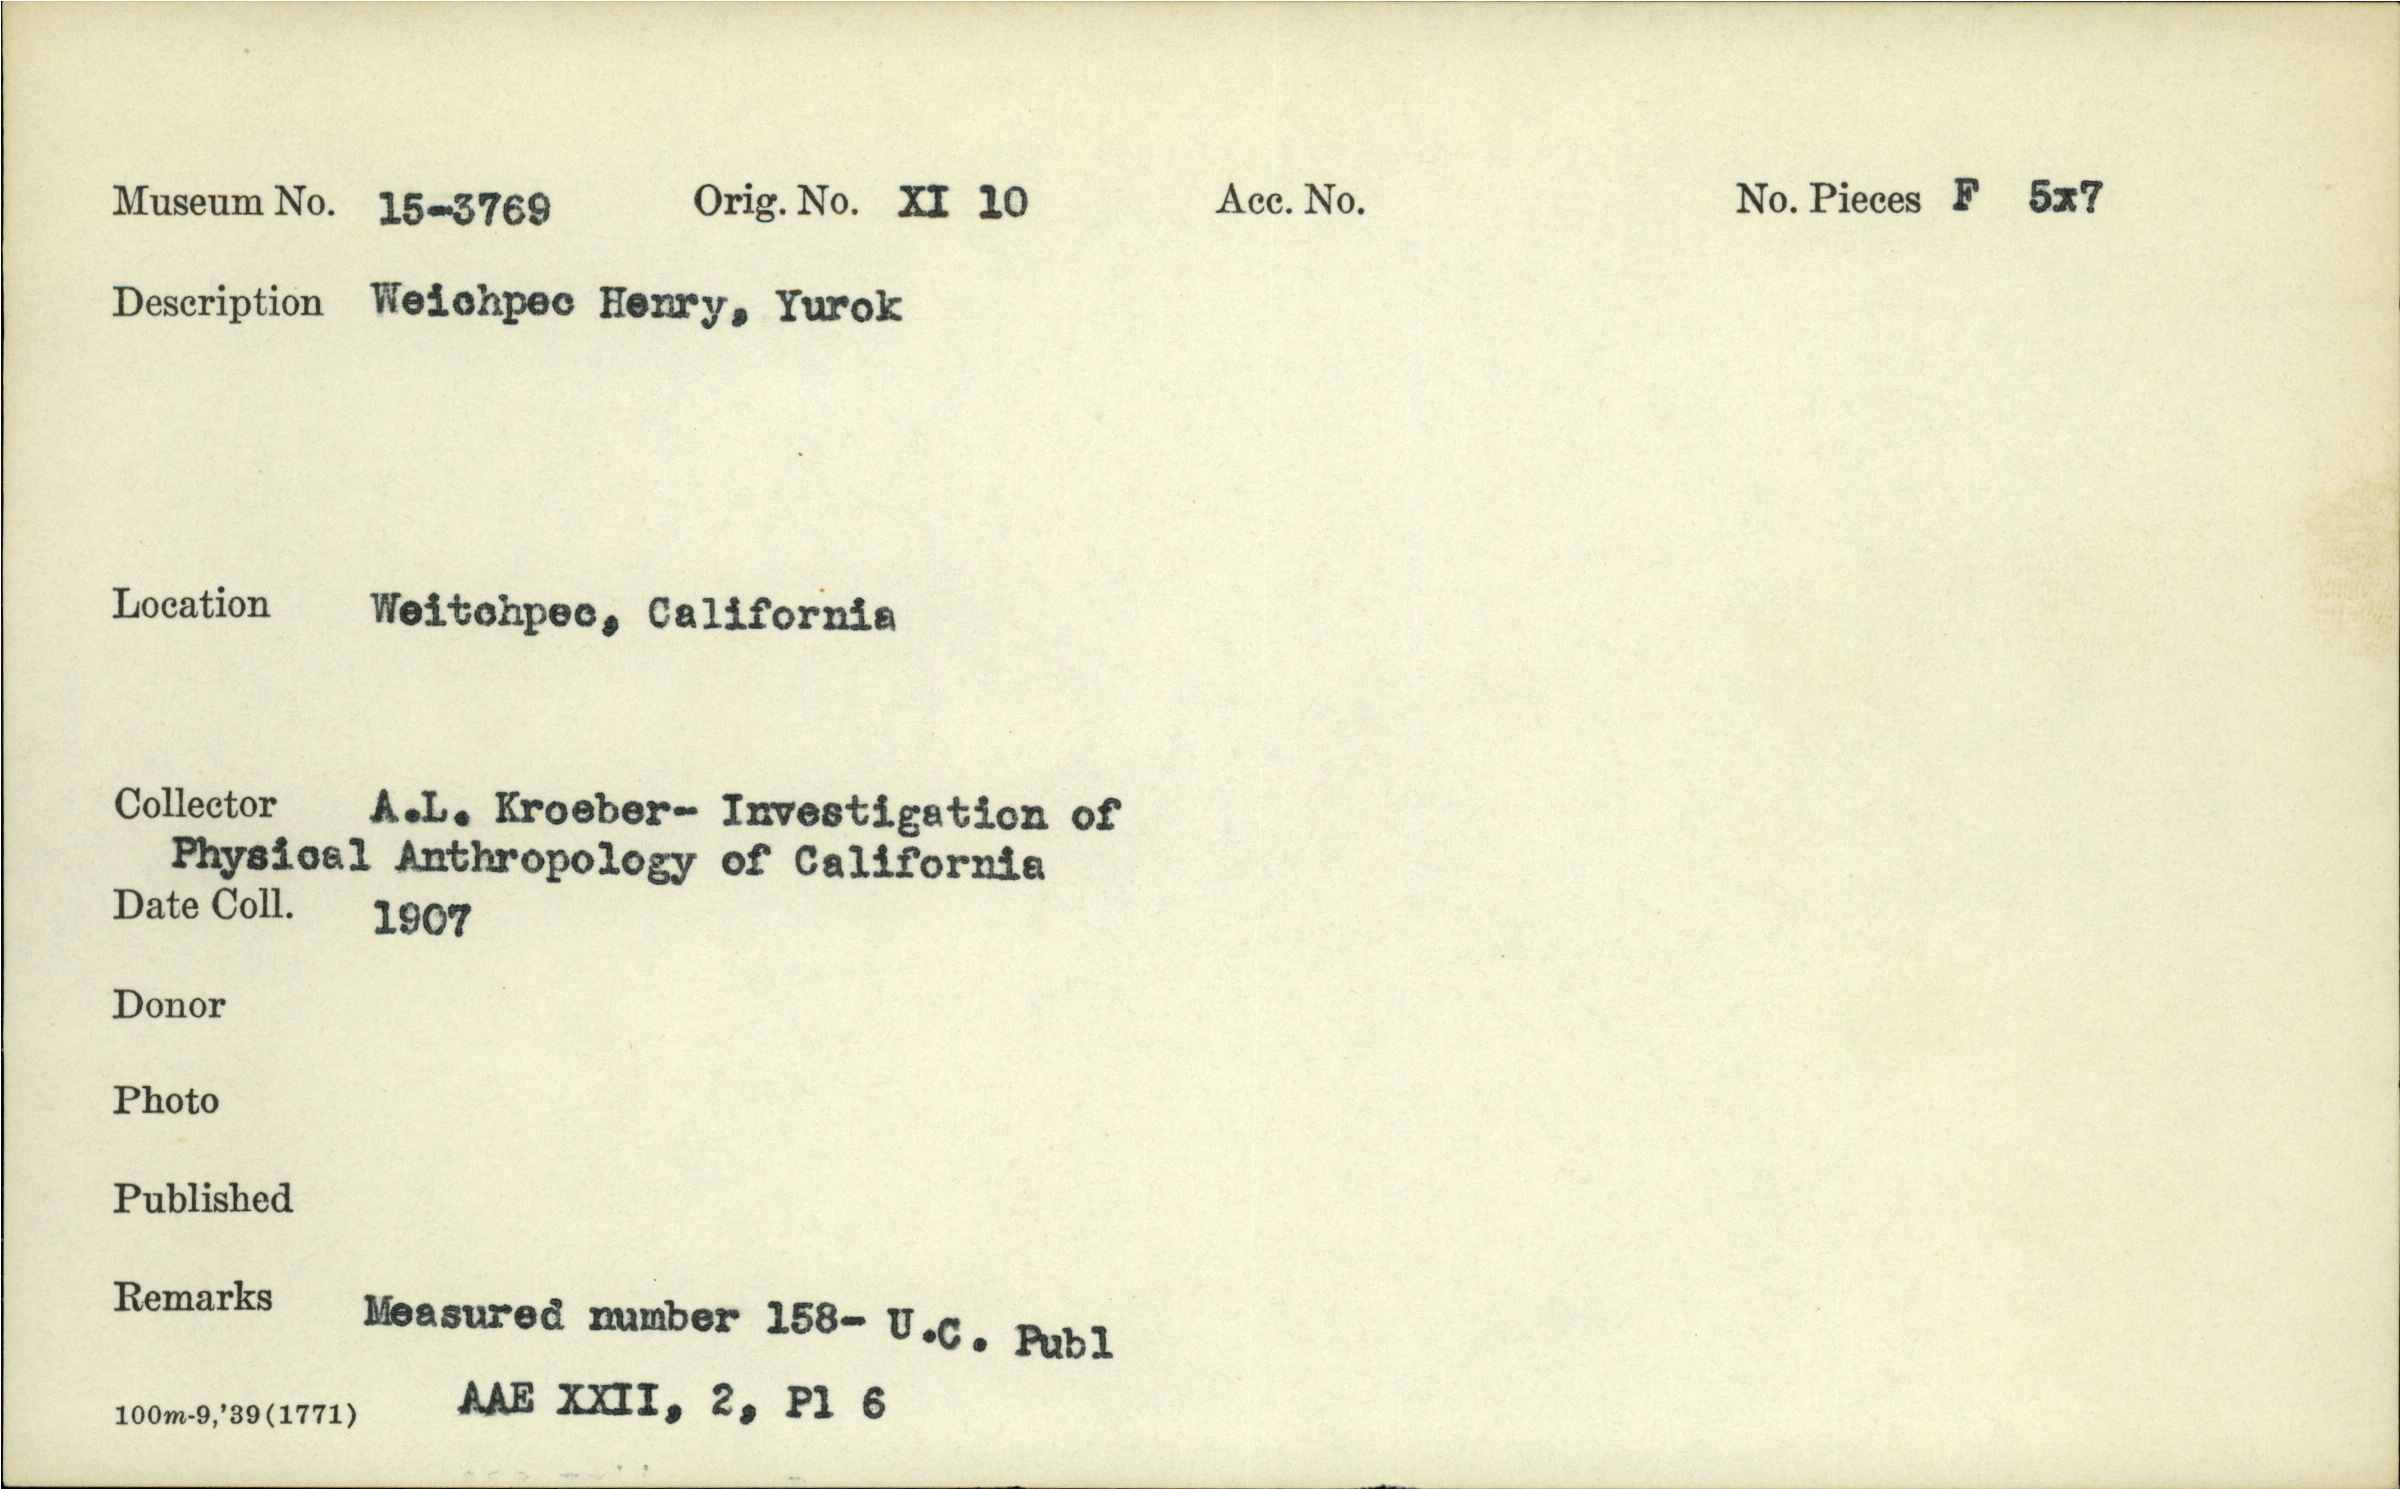 Museum No. 15-3769 Orig. No. XI 10 Acc. No. No. Pieces F 5x7
Description Weichpec Henry, Yurok
Location Weitchpec, California
Collector A.L. Kroeber- Investigation of
Physical Anthropology of California
Date Coll. 1907
Donor
Photo
Published
Remarks Measured number 158- U.C. Publ
100m-9,'39(1771) AAE XXII, 2, Pl 6